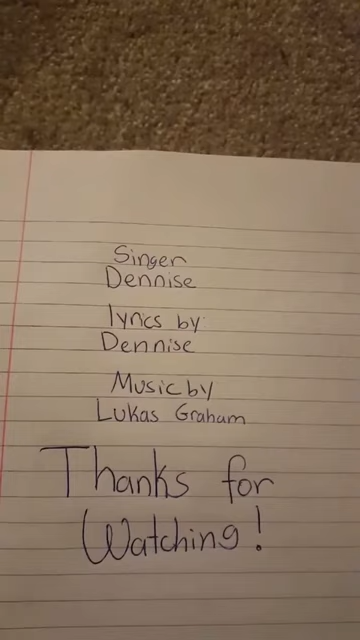 Singer
Dennise
lyrics by
Dennise
Music by
Lukas Graham
Thanks for
Watching!